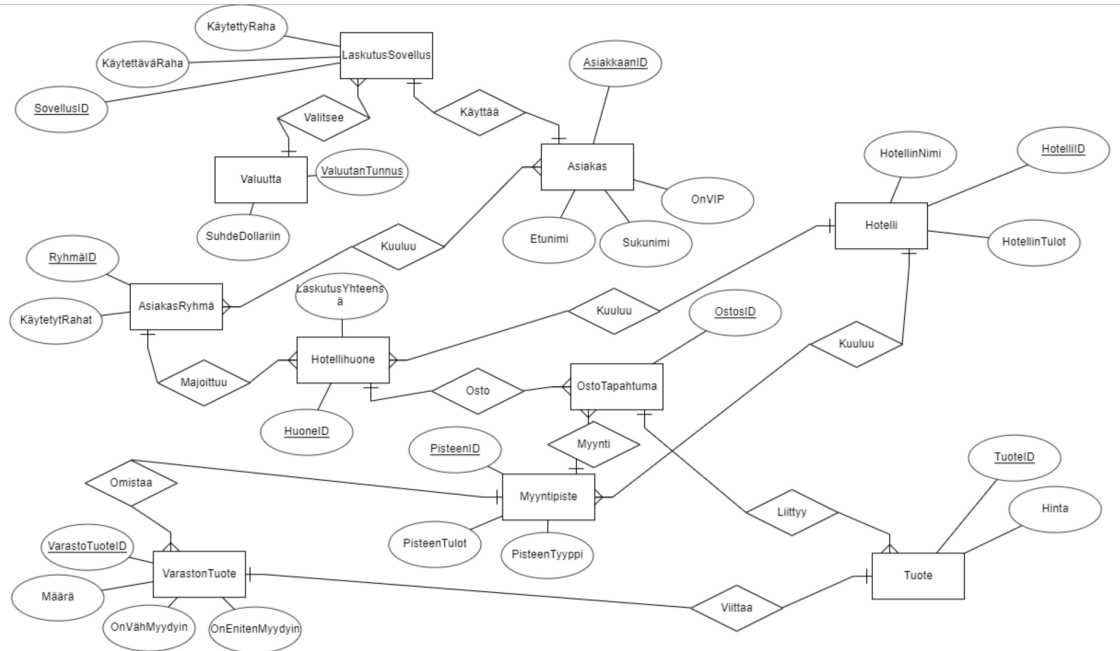 KäytettyRaha
LaskutusSovellus
KäytettäväRaha
AsiakkaanID
SovellusID
Käyttää
Valitsee
HotelliID
HotellinNimi
Asiakas
Valuutta
ValuutanTunnus
OnVIP
Hotelli
SuhdeDollariin
Etunimi
Sukunimi
HotellinTulot
Kuuluu
RyhmäID
LaskutusYhteens
ä
AsiakasRyhmä
Kuuluu
OstosID
KäytetytRahat
Kuuluu
Hotellihuone
Majoittuu
Osto
OstoTapahtuma
HuoneID
Myynti
PisteenID
TuoteID
Omistaa
Myyntipiste
Hinta
Liittyy
PisteenTulot
PisteenTyyppi
VarastoTuoteID
VarastonTuote
Tuote
Määrä
Viittaa
OnVähMyydyin
OnEnitenMyydyin